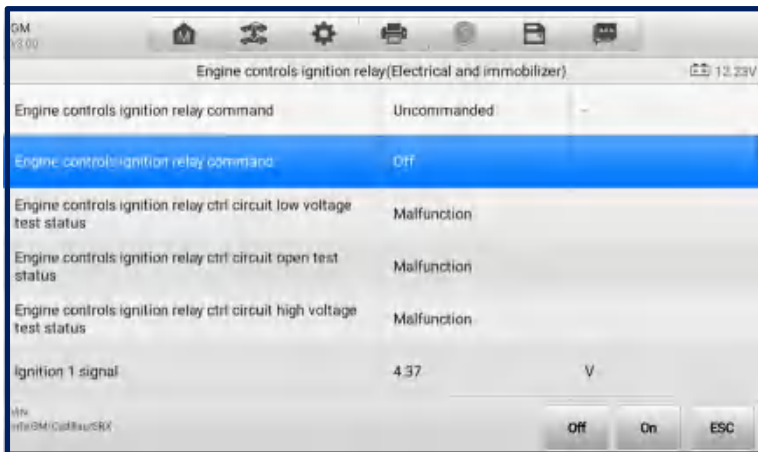 GM
V3.00
Engine controls ignition relay(Electrical and immobilizer)
12.23V
Engine controls ignition relay command Uncommanded -
Engine controls ignition relay command Off
Engine controls ignition relay ctrl circuit low voltage
test status
Malfunction
Engine controls ignition relay ctrl circuit open test
status
Malfunction
Engine controls ignition relay ctrl circuit high voltage
test status
Malfunction
Ignition 1 signal 4.37 V
Off On ESC